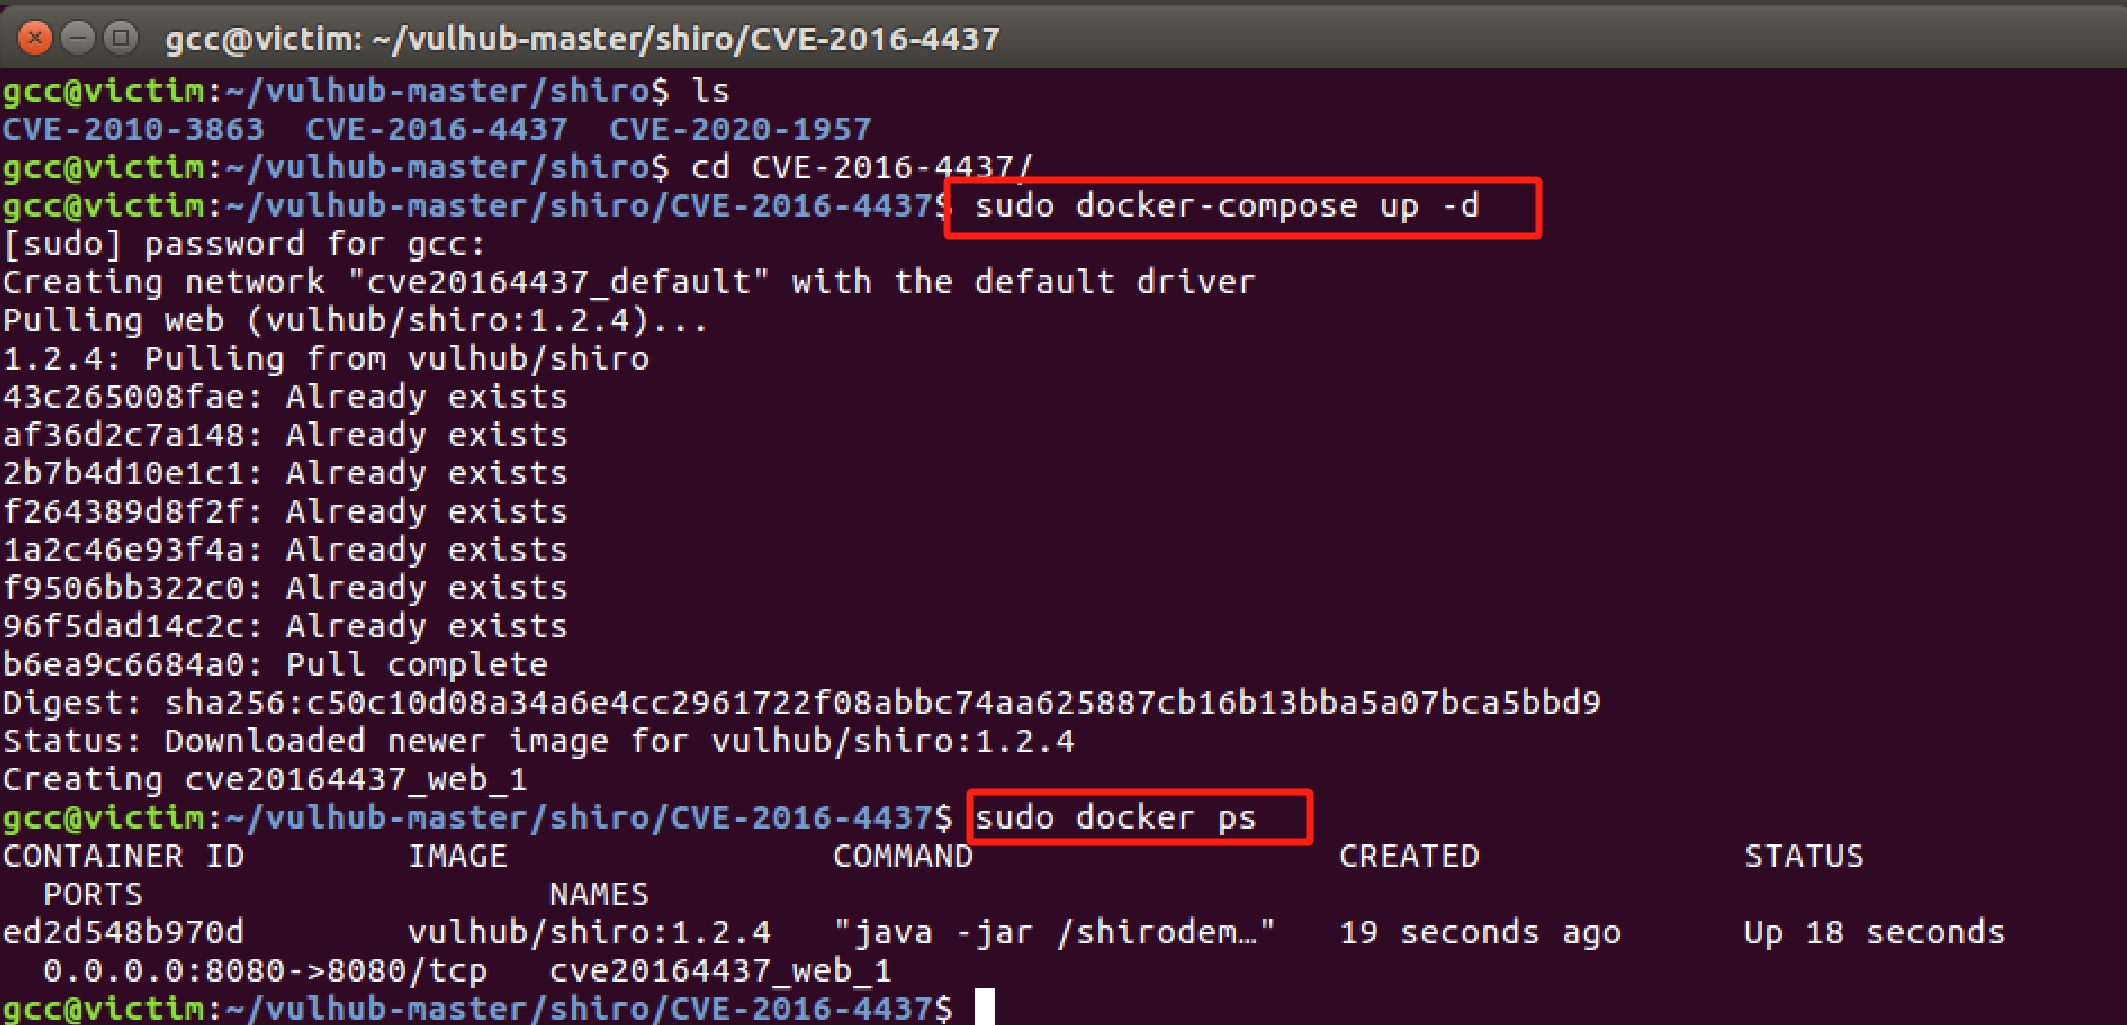 gcc@victim: ~/vulhub-master/shiro/CVE-2016-4437
gcc@victim:~/vulhub-master/shiro$ ls
CVE-2010-3863  CVE-2016-4437  CVE-2020-1957
gcc@victim:~/vulhub-master/shiro$ cd CVE-2016-4437/
gcc@victim:~/vulhub-master/shiro/CVE-2016-4437$ sudo docker-compose up -d
[sudo] password for gcc:
Creating network "cve20164437_default" with the default driver
Pulling web (vulhub/shiro:1.2.4)...
1.2.4: Pulling from vulhub/shiro
43c265008fae: Already exists
af36d2c7a148: Already exists
2b7b4d10e1c1: Already exists
f264389d8f2f: Already exists
1a2c46e93f4a: Already exists
f9506bb322c0: Already exists
96f5dad14c2c: Already exists
b6ea9c6684a0: Pull complete
Digest: sha256:c50c10d08a34a6e4cc2961722f08abbc74aa625887cb16b13bba5a07bca5bbd9
Status: Downloaded newer image for vulhub/shiro:1.2.4
Creating cve20164437_web_1
gcc@victim:~/vulhub-master/shiro/CVE-2016-4437$ sudo docker ps
CONTAINER ID        IMAGE                COMMAND                  CREATED             STATUS
  PORTS                    NAMES
ed2d548b970d        vulhub/shiro:1.2.4   "java -jar /shirodem…"   19 seconds ago      Up 18 seconds
  0.0.0.0:8080->8080/tcp   cve20164437_web_1
gcc@victim:~/vulhub-master/shiro/CVE-2016-4437$